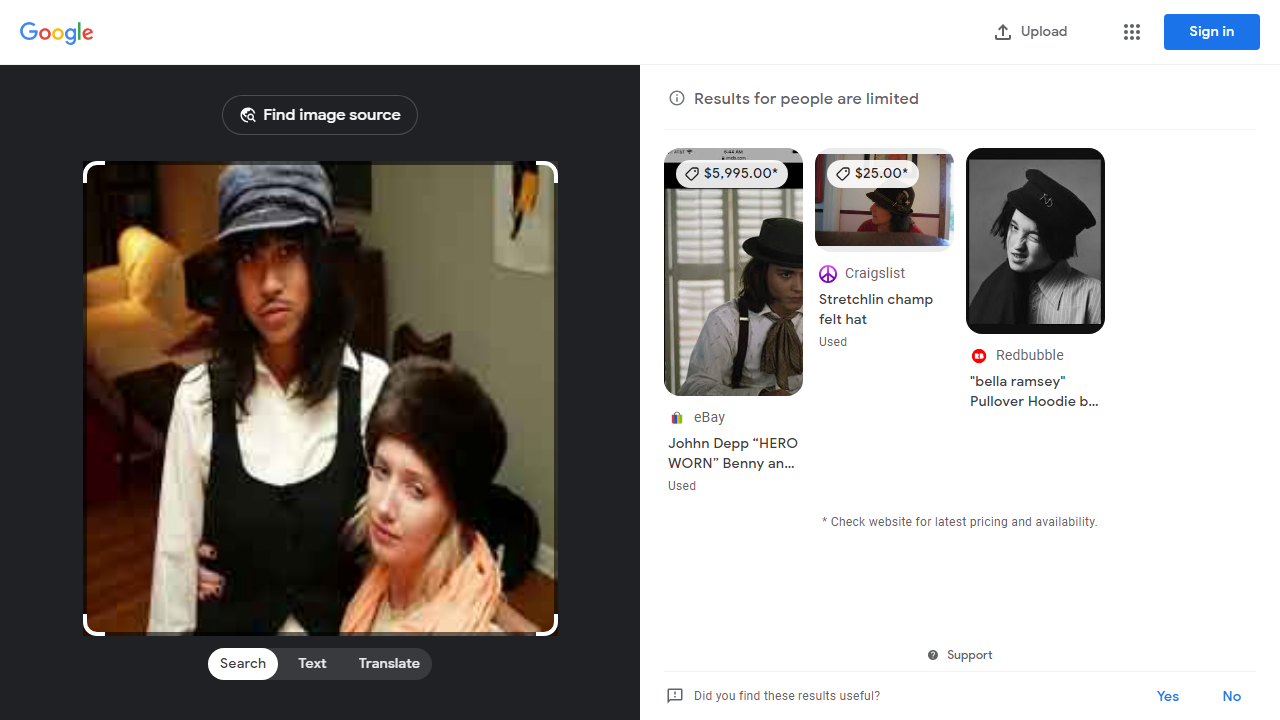 Google
Upload
Sign in
Find image source
Results for people are limited
$5,995.00*
$25.00*
eBay
Johhn Depp “HERO
WORN” Benny an...
Used
Craigslist
Stretchlin champ
felt hat
Used
Redbubble
"bella ramsey"
Pullover Hoodie b...
* Check website for latest pricing and availability.
Search
Text
Translate
Support
Did you find these results useful?
Yes
No